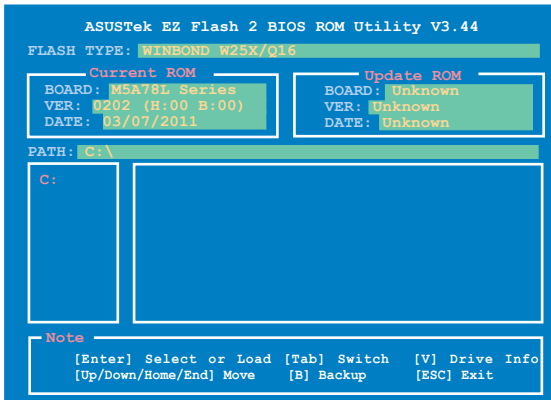 ASUSTek EZ Flash 2 BIOS ROM Utility V3.44
FLASH TYPE: WINBOND W25X/Q16
Current ROM
BOARD: M5A78L Series
VER: 0202 (H:00 B:00)
DATE: 03/07/2011
Update ROM
BOARD: Unknown
VER: Unknown
DATE: Unknown
PATH: C:\
C:
Note
[Enter] Select or Load [Tab] Switch [V] Drive Info
[Up/Down/Home/End] Move [B] Backup [ESC] Exit